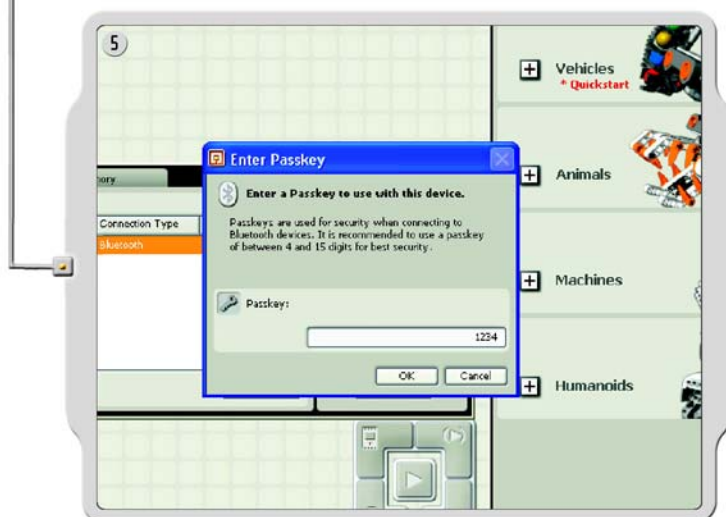 5
Vehicles
* Quickstart
Enter Passkey
Enter a Passkey to use with this device.
Animals
Connection Type
Passkeys are used for security when connecting to
Bluetooth devices. It is recommended to use a passkey
of between 4 and 15 digits for best security.
Bluetooth
Machines
Passkey:
1234
OK
Cancel
Humanoids